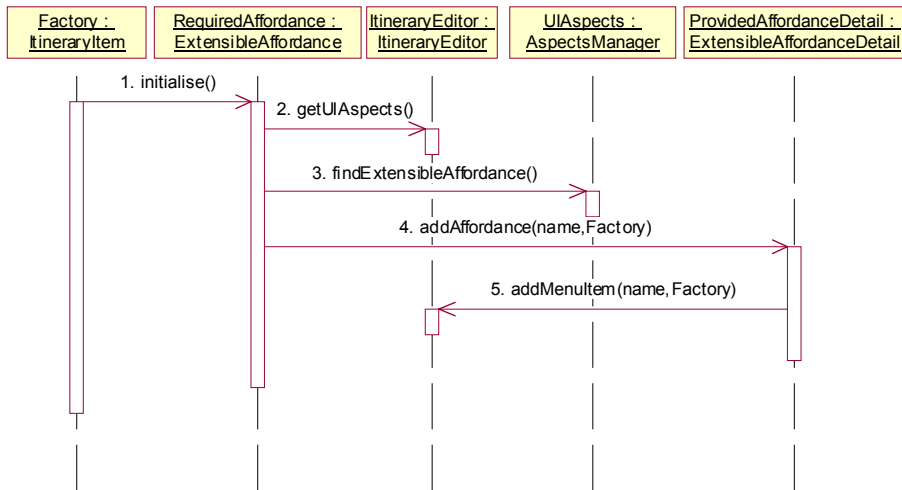 Factory :
ItineraryItem
RequiredAffordance :
ExtensibleAffordance
ItineraryEditor :
ItineraryEditor
UIAspects :
AspectsManager
ProvidedAffordanceDetail :
ExtensibleAffordanceDetail
1. initialise()
2. getUIAspects()
3. findExtensibleAffordance()
4. addAffordance(name,Factory)
5. addMenuItem(name,Factory)